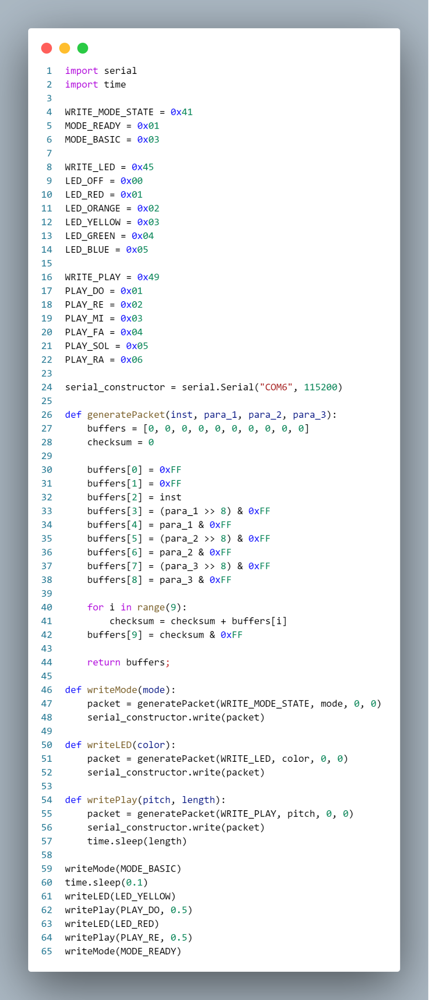 1 import serial
2 import time
3
4 WRITE_MODE_STATE = 0x41
5 MODE_READY = 0x01
6 MODE_BASIC = 0x03
7
8 WRITE_LED = 0x45
9 LED_OFF = 0x00
10 LED_RED = 0x01
11 LED_ORANGE = 0x02
12 LED_YELLOW = 0x03
13 LED_GREEN = 0x04
14 LED_BLUE = 0x05
15
16 WRITE_PLAY = 0x49
17 PLAY_DO = 0x01
18 PLAY_RE = 0x02
19 PLAY_MI = 0x03
20 PLAY_FA = 0x04
21 PLAY_SOL = 0x05
22 PLAY_RA = 0x06
23
24 serial_constructor = serial.Serial("COM6", 115200)
25
26 def generatePacket(inst, para_1, para_2, para_3):
27     buffers = [0, 0, 0, 0, 0, 0, 0, 0, 0, 0]
28     checksum = 0
29
30     buffers[0] = 0xFF
31     buffers[1] = 0xFF
32     buffers[2] = inst
33     buffers[3] = (para_1 >> 8) & 0xFF
34     buffers[4] = para_1 & 0xFF
35     buffers[5] = (para_2 >> 8) & 0xFF
36     buffers[6] = para_2 & 0xFF
37     buffers[7] = (para_3 >> 8) & 0xFF
38     buffers[8] = para_3 & 0xFF
39
40     for i in range(9):
41         checksum = checksum + buffers[i]
42     buffers[9] = checksum & 0xFF
43
44     return buffers;
45
46 def writeMode(mode):
47     packet = generatePacket(WRITE_MODE_STATE, mode, 0, 0)
48     serial_constructor.write(packet)
49
50 def writeLED(color):
51     packet = generatePacket(WRITE_LED, color, 0, 0)
52     serial_constructor.write(packet)
53
54 def writePlay(pitch, length):
55     packet = generatePacket(WRITE_PLAY, pitch, 0, 0)
56     serial_constructor.write(packet)
57     time.sleep(length)
58
59 writeMode(MODE_BASIC)
60 time.sleep(0.1)
61 writeLED(LED_YELLOW)
62 writePlay(PLAY_DO, 0.5)
63 writeLED(LED_RED)
64 writePlay(PLAY_RE, 0.5)
65 writeMode(MODE_READY)